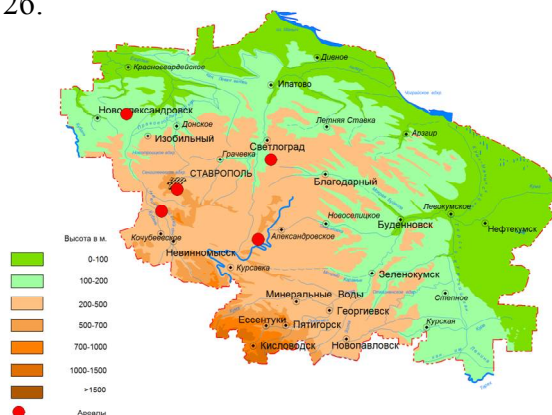 26.
Дивное
Красногвардейское
Ипатово
Новоалександровск
Донское
Изобильный
Летняя Ставка
Арзгир
Светлоград
Грачевка
СТАВРОПОЛЬ
Благодарный
Левокумское
Новоселицкое
Буденновск
Нефтекумск
Кочубеевское
Александровское
Невинномысск
Курсавка
Зеленокумск
Минеральные Воды
Степное
Георгиевск
Ессентуки
Пятигорск
Курская
Кисловодск
Новопавловск
Высота в м.
0-100
100-200
200-500
500-700
700-1000
1000-1500
>1500
Ареалы